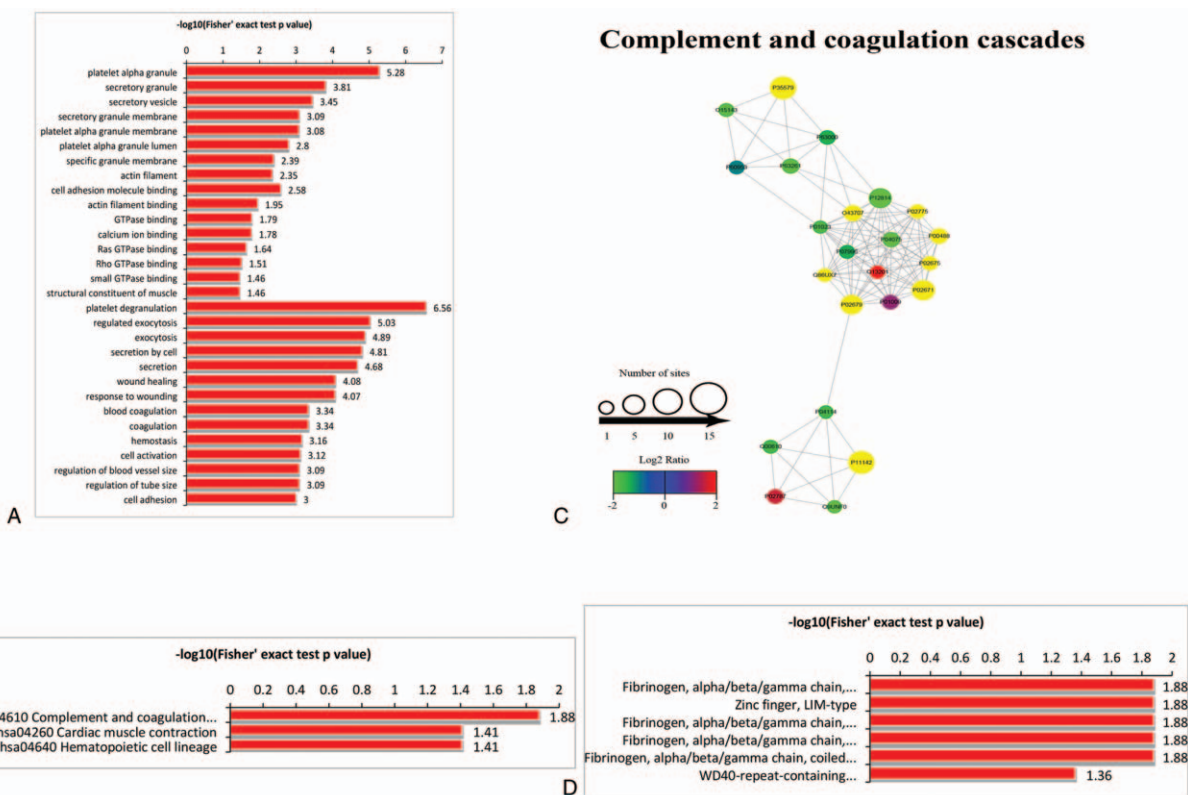 -log10(Fisher' exact test p value)
0 1 2 3 4 5 6 7
platelet alpha granule 5.28
secretory granule 3.81
secretory vesicle 3.45
secretory granule membrane 3.09
platelet alpha granule membrane 3.08
platelet alpha granule lumen 2.8
specific granule membrane 2.39
actin filament 2.35
cell adhesion molecule binding 2.58
actin filament binding 1.95
GTPase binding 1.79
calcium ion binding 1.78
Ras GTPase binding 1.64
Rho GTPase binding 1.51
small GTPase binding 1.46
structural constituent of muscle 1.46
platelet degranulation 6.56
regulated exocytosis 5.03
exocytosis 4.89
secretion by cell 4.81
secretion 4.68
wound healing 4.08
response to wounding 4.07
blood coagulation 3.34
coagulation 3.34
hemostasis 3.16
cell activation 3.12
regulation of blood vessel size 3.09
regulation of tube size 3.09
cell adhesion 3
A
Complement and coagulation cascades
P35579
P12814
O43707
P02775
P04075
P02675
P02671
P02679
P11142
Number of sites
1 5 10 15
Log2 Ratio
-2 0 2
C
-log10(Fisher' exact test p value)
0 0.2 0.4 0.6 0.8 1 1.2 1.4 1.6 1.8 2
4610 Complement and coagulation... 1.88
hsa04260 Cardiac muscle contraction 1.41
hsa04640 Hematopoietic cell lineage 1.41
-log10(Fisher' exact test p value)
0 0.2 0.4 0.6 0.8 1 1.2 1.4 1.6 1.8 2
Fibrinogen, alpha/beta/gamma chain,... 1.88
Zinc finger, LIM-type 1.88
Fibrinogen, alpha/beta/gamma chain,... 1.88
Fibrinogen, alpha/beta/gamma chain,... 1.88
Fibrinogen, alpha/beta/gamma chain, coiled... 1.88
WD40-repeat-containing... 1.36
D